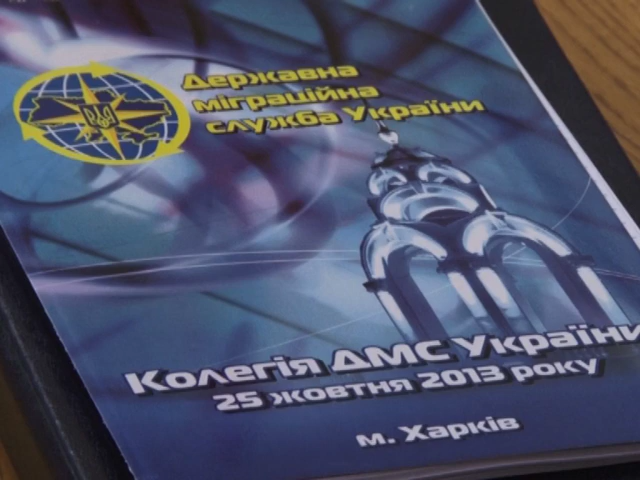 Державна
міграційна
служба України
Колегія ДМС України
25 жовтня 2013 року
м. Харків